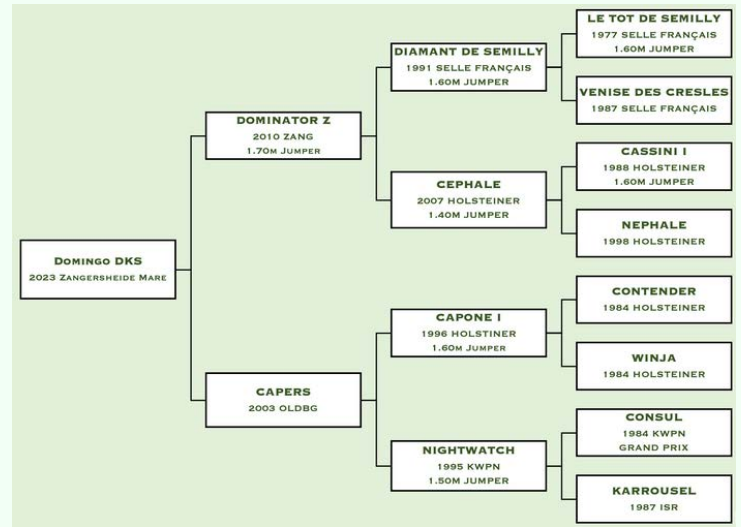 LE TOT DE SEMILLY
1977 SELLE FRANÇAIS
1.60M JUMPER
DIAMANT DE SEMILLY
1991 SELLE FRANÇAIS
1.60M JUMPER
VENISE DES CRESLES
1987 SELLE FRANÇAIS
DOMINATOR Z
2010 ZANG
1.70M JUMPER
CASSINI I
1988 HOLSTEINER
1.60M JUMPER
CEPHALE
2007 HOLSTEINER
1.40M JUMPER
NEPHALE
1998 HOLSTEINER
DOMINGO DKS
2023 ZANGERSHEIDE MARE
CONTENDER
1984 HOLSTEINER
CAPONE I
1996 HOLSTINER
1.60M JUMPER
WINJA
1984 HOLSTEINER
CAPERS
2003 OLDBG
CONSUL
1984 KWPN
GRAND PRIX
NIGHTWATCH
1995 KWPN
1.50M JUMPER
KARROUSEL
1987 ISR